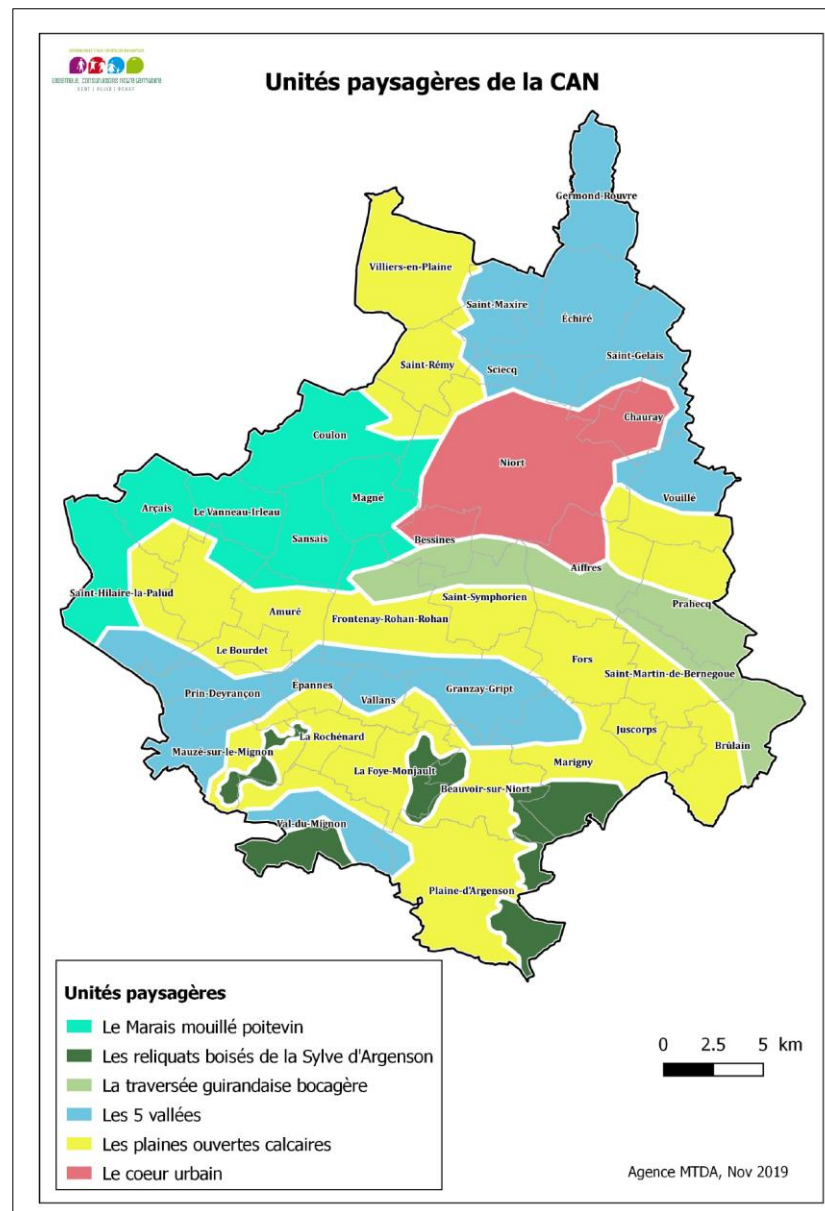 Unités paysagères de la CAN
Germond-Rouvre
Villiers-en-Plaine
Saint-Maxire
Échiré
Saint-Gelais
Saint-Rémy
Sciecq
Chauray
Coulon
Niort
Magné
Vouillé
Arçais
Le Vanneau-Irleau
Sansais
Bessines
Aiffres
Saint-Hilaire-la-Palud
Saint-Symphorien
Prahecq
Amuré
Frontenay-Rohan-Rohan
Le Bourdet
Fors
Saint-Martin-de-Bernegoue
Prin-Deyrançon
Épannes
Vallans
Granzay-Gript
Juscorps
La Rochénard
Mauzé-sur-le-Mignon
Brûlain
La Foye-Monjault
Marigny
Beauvoir-sur-Niort
Val-du-Mignon
Plaine-d'Argenson
Unités paysagères
Le Marais mouillé poitevin
Les reliquats boisés de la Sylve d'Argenson
La traversée guirandaise bocagère
Les 5 vallées
Les plaines ouvertes calcaires
Le coeur urbain
0 2.5 5 km
Agence MTDA, Nov 2019